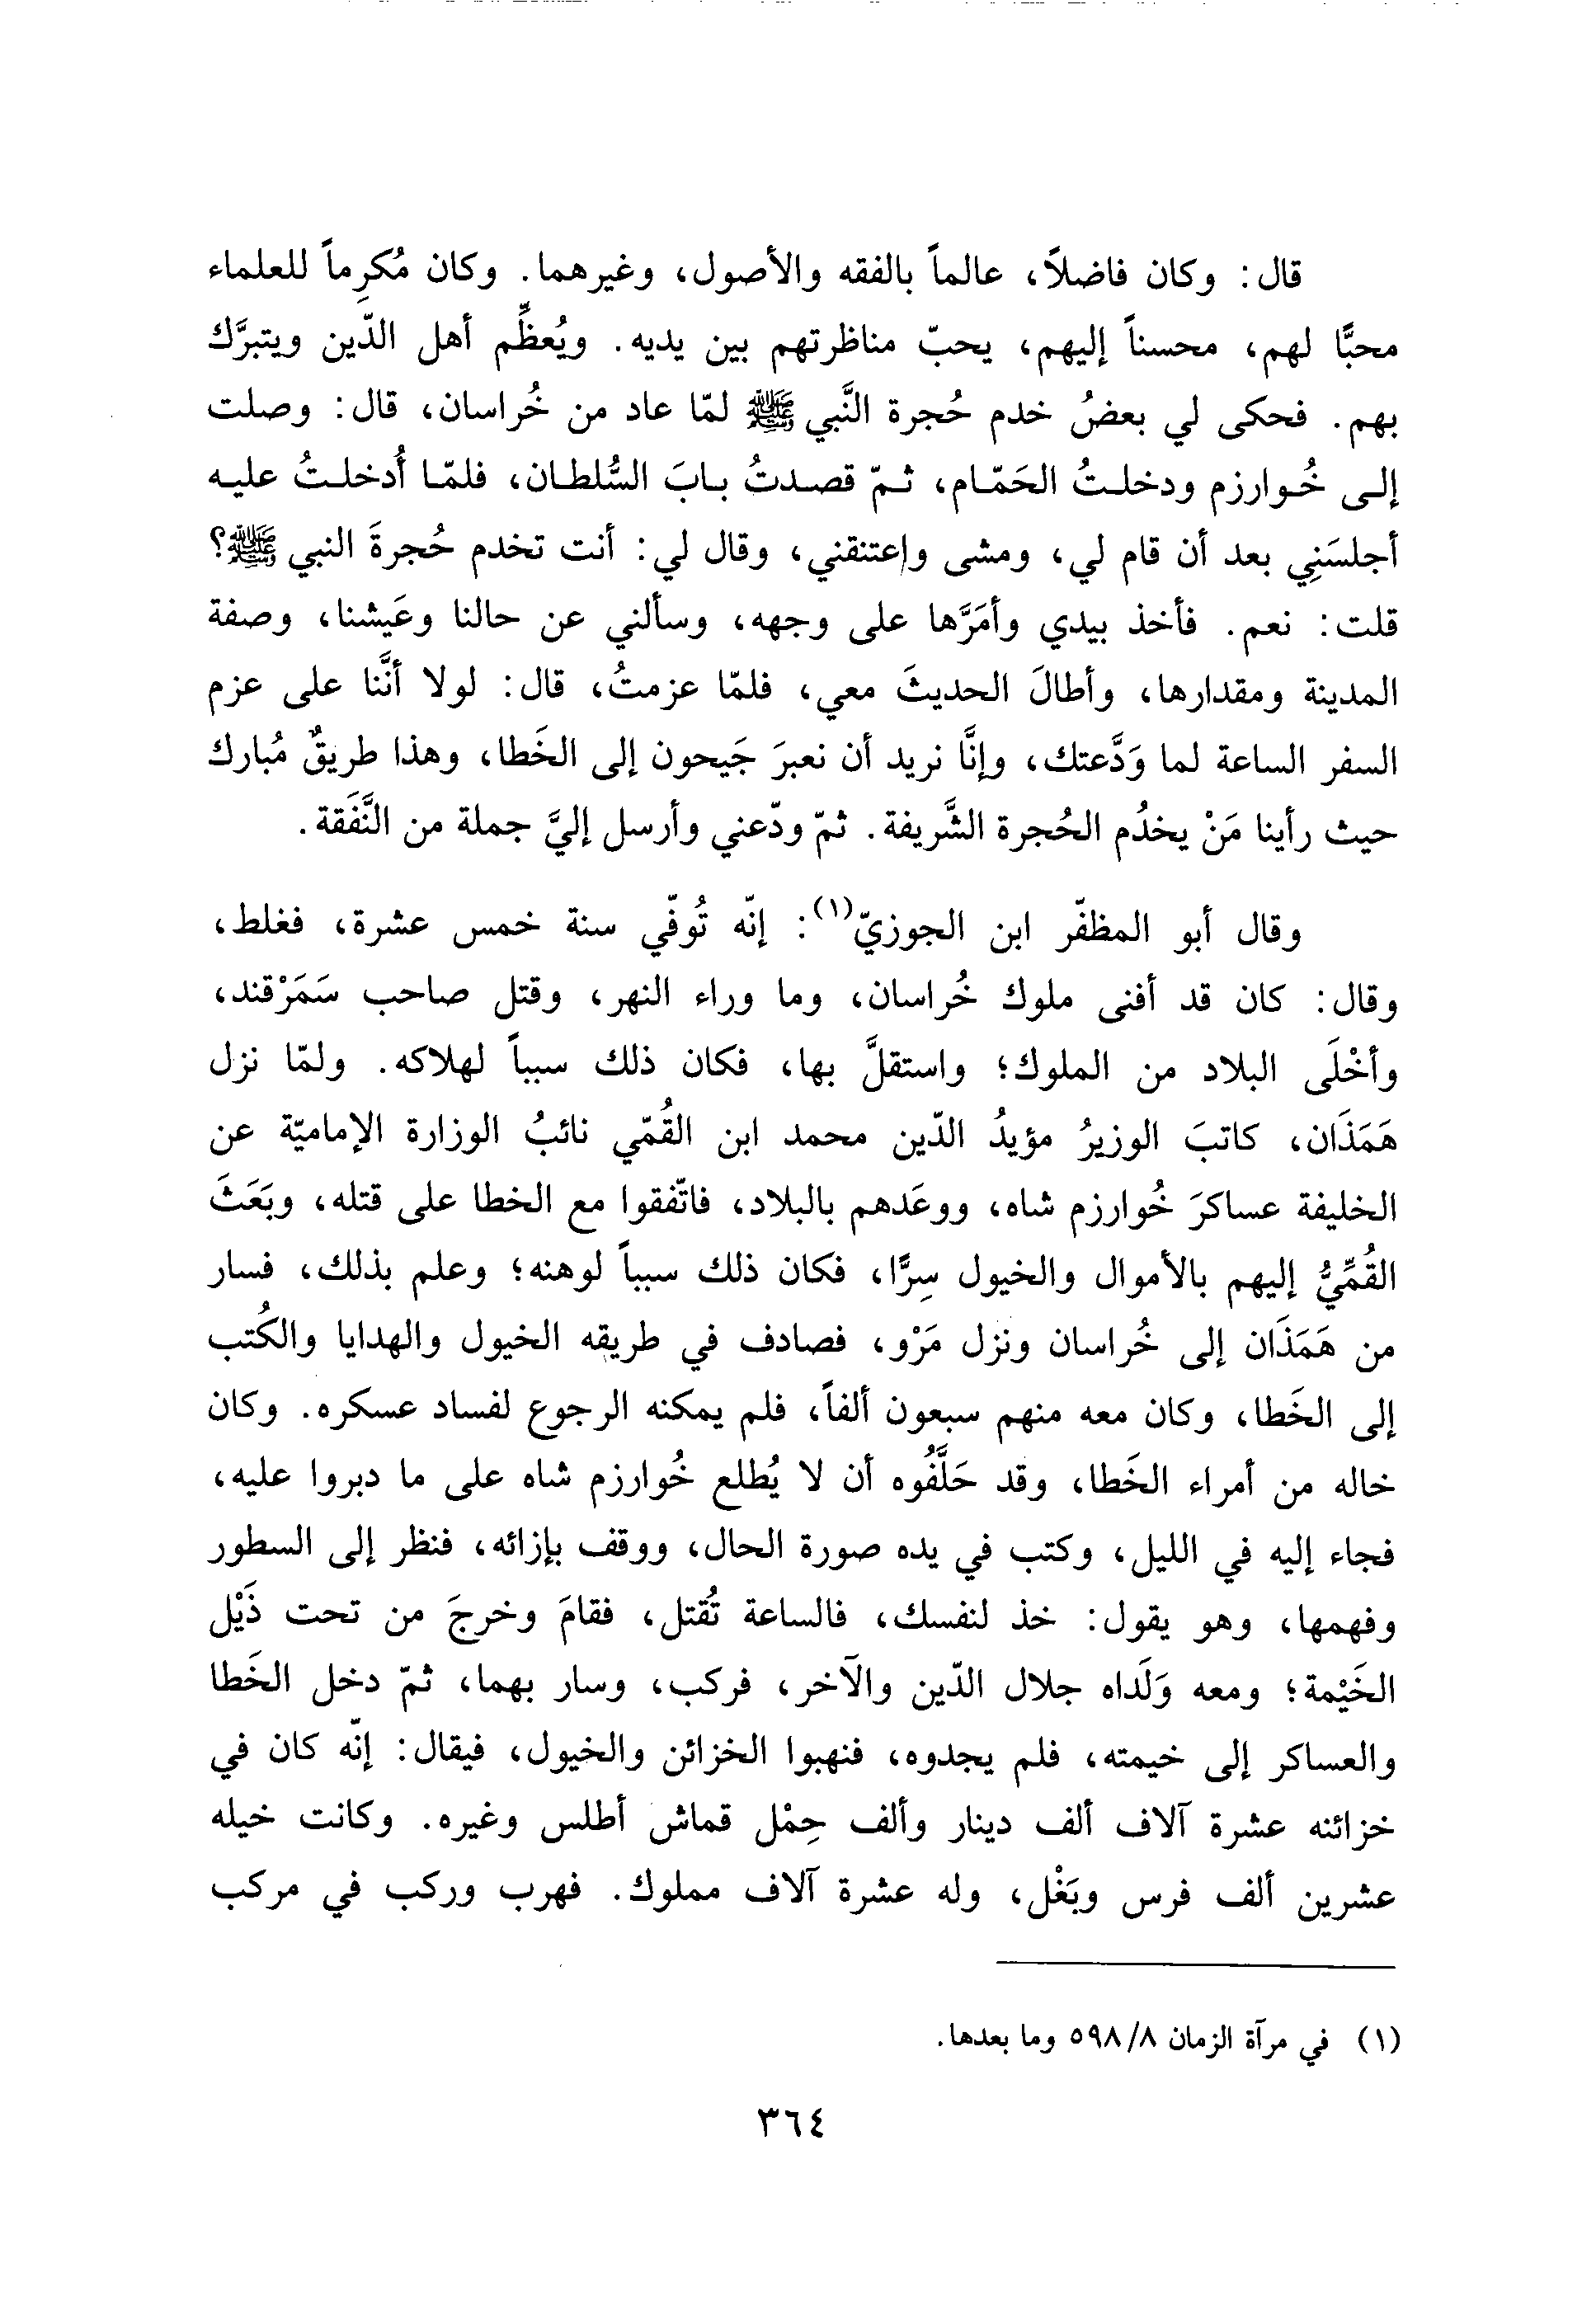 قال: وكان فاضلاً، عالماً بالفقه والأصول، وغيرهما. وكان مُكرِماً للعلماء
محبًّا لهم، محسناً إليهم، يحبّ مناظرتهم بين يديه. ويُعظِّم أهل الدّين ويتبرَّك
بهم. فحكى لي بعضُ خدم حُجرة النَّبي ﷺ لمّا عاد من خُراسان، قال: وصلت
إلى خُوارزم ودخلتُ الحَمّام، ثمّ قصدتُ بابَ السُّلطان، فلمّا أُدخلتُ عليه
أجلسَنِي بعد أن قام لي، ومشى وإعتنقني، وقال لي: أنت تخدم حُجرةَ النبي ﷺ؟
قلت: نعم. فأخذ بيدي وأمَرَّها على وجهه، وسألني عن حالنا وعَيشنا، وصفة
المدينة ومقدارها، وأطالَ الحديثَ معي، فلمّا عزمتُ، قال: لولا أنَّنا على عزم
السفر الساعة لما وَدَّعتك، وإنَّا نريد أن نعبرَ جَيحون إلى الخَطا، وهذا طريقٌ مُبارك
حيث رأينا مَنْ يخدُم الحُجرة الشَّريفة. ثمّ ودّعني وأرسل إليَّ جملة من النَّفَقة.
وقال أبو المظفّر ابن الجوزيّ(١): إنّه تُوفّي سنة خمس عشرة، فغلط،
وقال: كان قد أفنى ملوك خُراسان، وما وراء النهر، وقتل صاحب سَمَرْقند،
وأخْلَى البلاد من الملوك؛ واستقلَّ بها، فكان ذلك سبباً لهلاكه. ولمّا نزل
هَمَذَان، كاتبَ الوزيرُ مؤيدُ الدّين محمد ابن القُمّي نائبُ الوزارة الإماميّة عن
الخليفة عساكرَ خُوارزم شاه، ووعَدهم بالبلاد، فاتّفقوا مع الخطا على قتله، وبَعَثَ
القُمِّيُّ إليهم بالأموال والخيول سِرًّا، فكان ذلك سبباً لوهنه؛ وعلم بذلك، فسار
من هَمَذَان إلى خُراسان ونزل مَرْو، فصادف في طريقه الخيول والهدايا والكُتب
إلى الخَطا، وكان معه منهم سبعون ألفاً، فلم يمكنه الرجوع لفساد عسكره. وكان
خاله من أمراء الخَطا، وقد حَلَّفُوه أن لا يُطلع خُوارزم شاه على ما دبروا عليه،
فجاء إليه في الليل، وكتب في يده صورة الحال، ووقف بإزائه، فنظر إلى السطور
وفهمها، وهو يقول: خذ لنفسك، فالساعة تُقتل، فقامَ وخرجَ من تحت ذَيْل
الخَيْمة؛ ومعه وَلَداه جلال الدّين والآخر، فركب، وسار بهما، ثمّ دخل الخَطا
والعساكر إلى خيمته، فلم يجدوه، فنهبوا الخزائن والخيول، فيقال: إنّه كان في
خزائنه عشرة آلاف ألف دينار وألف حِمْل قماش أطلس وغيره. وكانت خيله
عشرين ألف فرس وبَغْل، وله عشرة آلاف مملوك. فهرب وركب في مركب
(١) في مرآة الزمان ٥٩٨/٨ وما بعدها.
٣٦٤